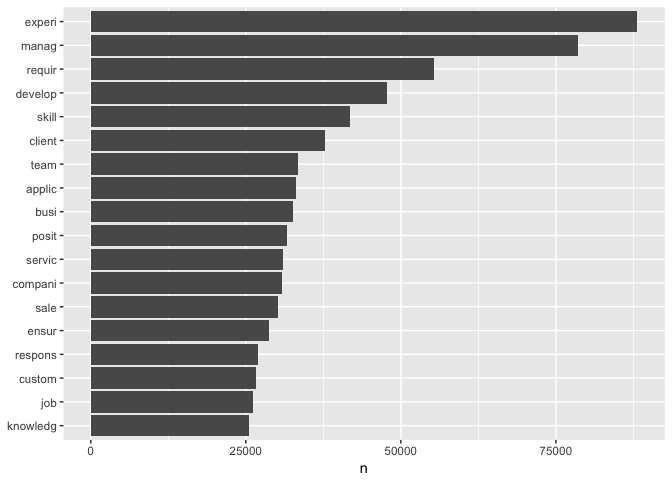 experi
manag
requir
develop
skill
client
team
applic
busi
posit
servic
compani
sale
ensur
respons
custom
job
knowledg
0 25000 50000 75000
n